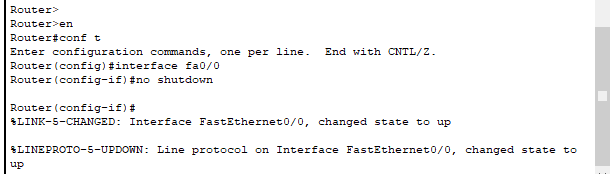 Router>
Router>en
Router#conf t
Enter configuration commands, one per line.  End with CNTL/Z.
Router(config)#interface fa0/0
Router(config-if)#no shutdown
Router(config-if)#
%LINK-5-CHANGED: Interface FastEthernet0/0, changed state to up
%LINEPROTO-5-UPDOWN: Line protocol on Interface FastEthernet0/0, changed state to
up